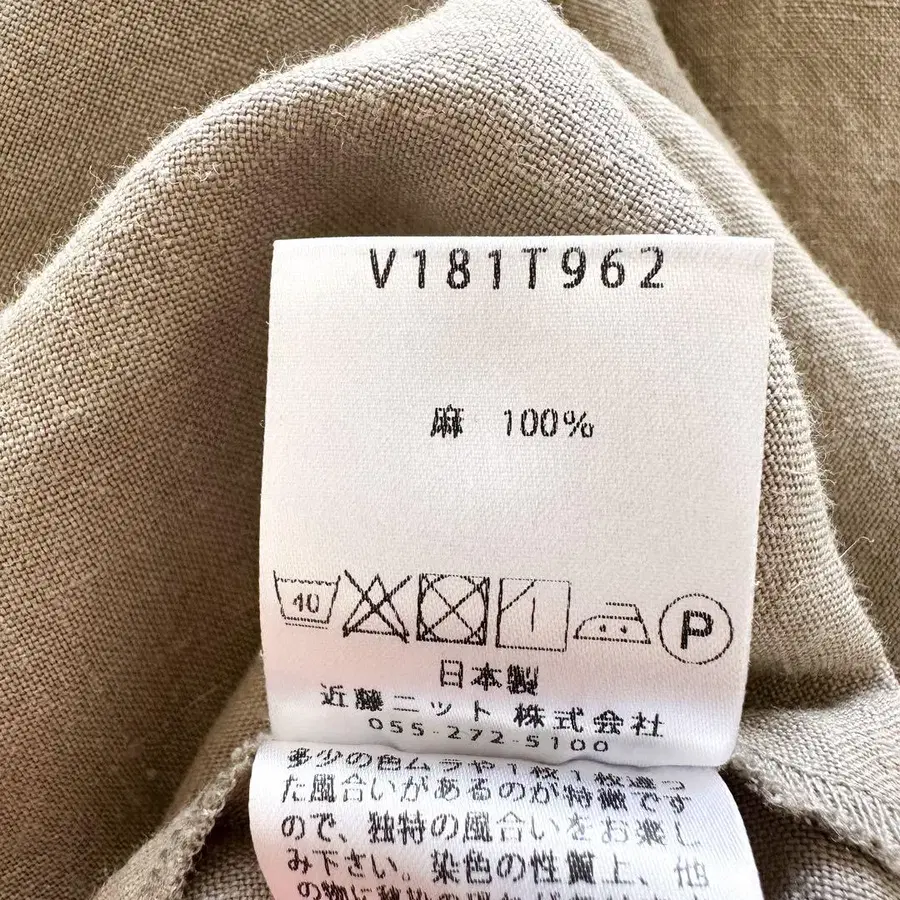 V181T962
麻 100%
40
P
日本製
近藤ニット 株式会社
055-272-5100
多少の色ムラや1枚1枚違っ
た風合いがあるのが特徴です
ので、独特の風合いをお楽し
み下さい。染色の性質上、他
の物に